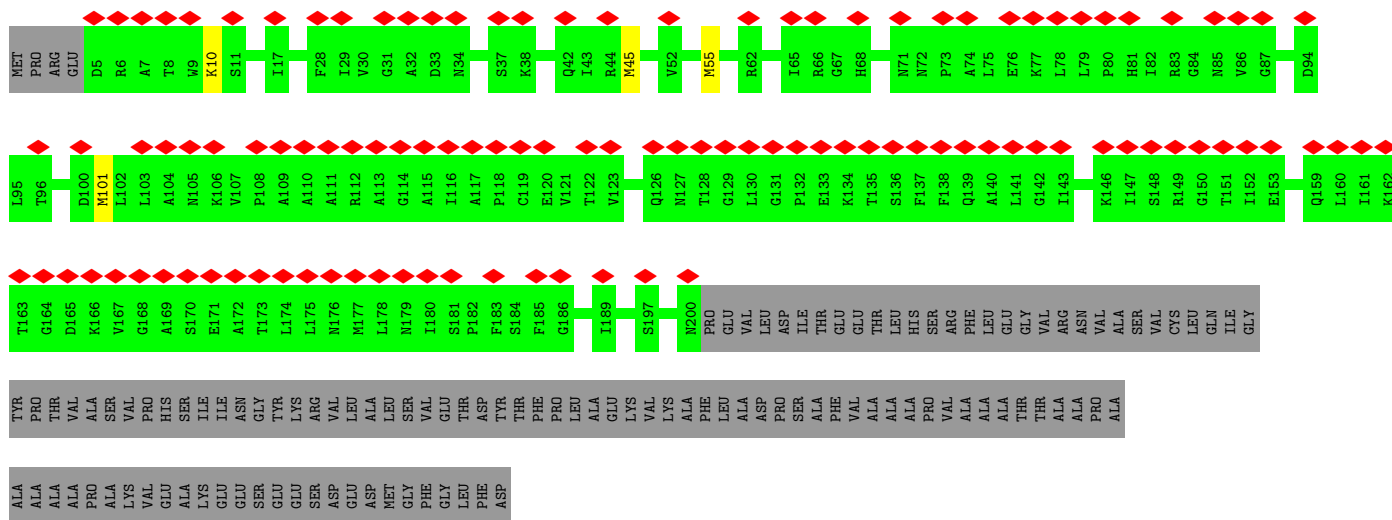 MET PRO ARG GLU D5 R6 A7 T8 W9 K10 S11 I17 F28 I29 V30 G31 A32 D33 N34 S37 K38 Q42 I43 R44 M45 V52 M55 R62 I65 R66 G67 H68 N71 N72 P73 A74 L75 E76 K77 L78 L79 P80 H81 I82 R83 G84 N85 V86 G87 D94
L95 T96 D100 M101 L102 L103 A104 N105 K106 V107 P108 A109 A110 A111 R112 A113 G114 A115 I116 A117 P118 C119 E120 V121 T122 V123 Q126 N127 T128 G129 L130 G131 P132 E133 K134 T135 S136 F137 F138 Q139 A140 L141 G142 I143 K146 I147 S148 R149 G150 T151 I152 E153 Q159 L160 I161 K162
T163 G164 D165 K166 V167 G168 A169 S170 E171 A172 T173 L174 L175 N176 M177 L178 N179 I180 S181 P182 F183 S184 F185 G186 I189 S197 N200 PRO GLU VAL LEU ASP ILE THR GLU GLU THR LEU HIS SER ARG PHE LEU GLU GLY VAL ARG ASN VAL ALA SER VAL CYS LEU GLN ILE GLY
TYR PRO THR VAL ALA SER VAL PRO HIS SER ILE ILE ASN GLY TYR LYS ARG VAL LEU ALA LEU SER VAL GLU THR ASP TYR THR PHE PRO LEU ALA GLU LYS VAL LYS ALA PHE LEU ALA ASP PRO SER ALA PHE VAL ALA ALA ALA PRO VAL ALA ALA ALA THR THR ALA ALA PRO ALA
ALA ALA ALA ALA PRO ALA LYS VAL GLU ALA LYS GLU GLU SER GLU GLU SER ASP GLU ASP MET GLY PHE GLY LEU PHE ASP